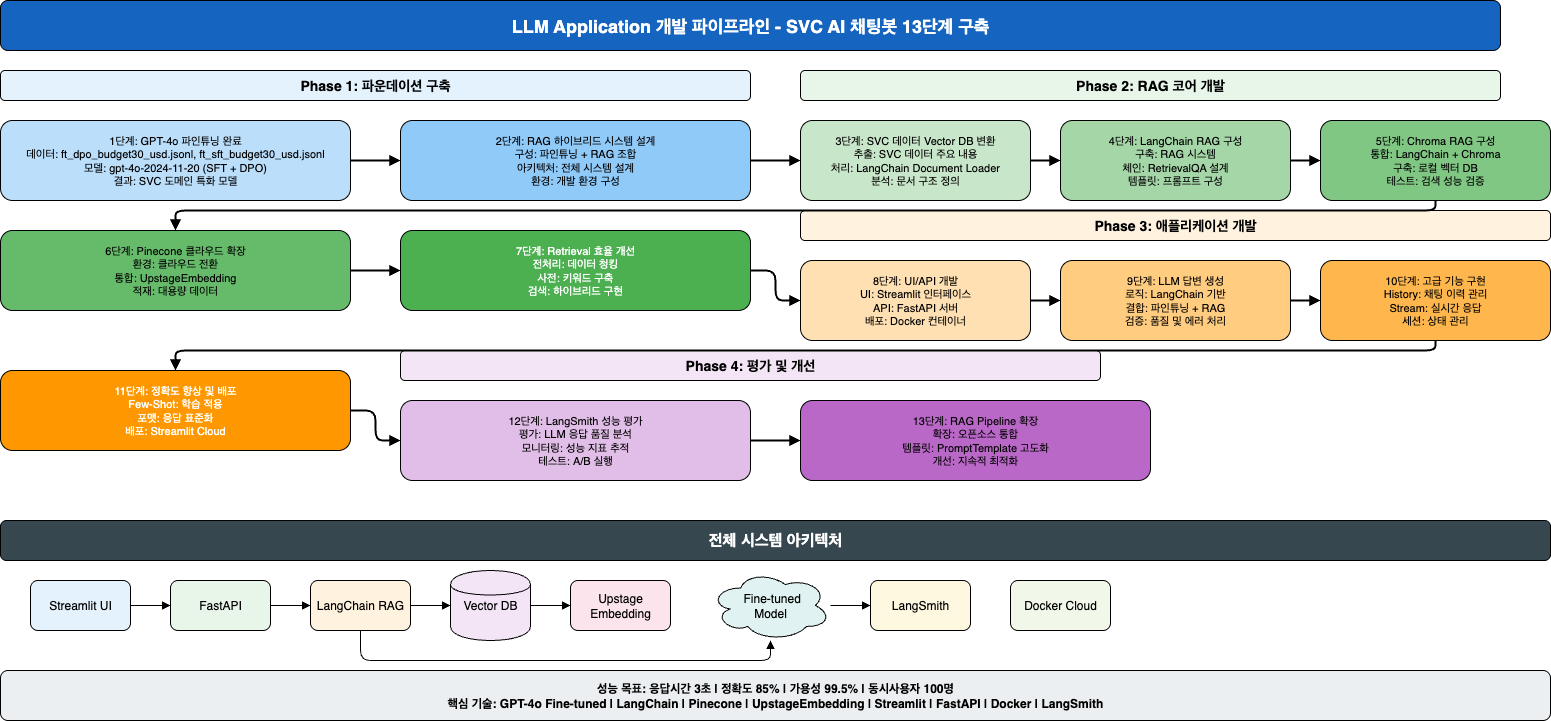 LLM Application 개발 파이프라인 - SVC AI 채팅봇 13단계 구축
Phase 1: 파운데이션 구축
Phase 2: RAG 코어 개발
1단계: GPT-4o 파인튜닝 완료
데이터: ft_dpo_budget30_usd.jsonl, ft_sft_budget30_usd.jsonl
모델: gpt-4o-2024-11-20 (SFT + DPO)
결과: SVC 도메인 특화 모델
2단계: RAG 하이브리드 시스템 설계
구성: 파인튜닝 + RAG 조합
아키텍처: 전체 시스템 설계
환경: 개발 환경 구성
3단계: SVC 데이터 Vector DB 변환
추출: SVC 데이터 주요 내용
처리: LangChain Document Loader
분석: 문서 구조 정의
4단계: LangChain RAG 구성
구축: RAG 시스템
체인: RetrievalQA 설계
템플릿: 프롬프트 구성
5단계: Chroma RAG 구성
통합: LangChain + Chroma
구축: 로컬 벡터 DB
테스트: 검색 성능 검증
6단계: Pinecone 클라우드 확장
환경: 클라우드 전환
통합: UpstageEmbedding
적재: 대용량 데이터
7단계: Retrieval 효율 개선
전처리: 데이터 청킹
사전: 키워드 구축
검색: 하이브리드 구현
Phase 3: 애플리케이션 개발
8단계: UI/API 개발
UI: Streamlit 인터페이스
API: FastAPI 서버
배포: Docker 컨테이너
9단계: LLM 답변 생성
로직: LangChain 기반
결합: 파인튜닝 + RAG
검증: 품질 및 에러 처리
10단계: 고급 기능 구현
History: 채팅 이력 관리
Stream: 실시간 응답
세션: 상태 관리
Phase 4: 평가 및 개선
11단계: 정확도 향상 및 배포
Few-Shot: 학습 적용
포맷: 응답 표준화
배포: Streamlit Cloud
12단계: LangSmith 성능 평가
평가: LLM 응답 품질 분석
모니터링: 성능 지표 추적
테스트: A/B 실행
13단계: RAG Pipeline 확장
확장: 오픈소스 통합
템플릿: PromptTemplate 고도화
개선: 지속적 최적화
전체 시스템 아키텍처
Streamlit UI
FastAPI
LangChain RAG
Vector DB
Upstage
Embedding
Fine-tuned
Model
LangSmith
Docker Cloud
성능 목표: 응답시간 3초 | 정확도 85% | 가용성 99.5% | 동시사용자 100명
핵심 기술: GPT-4o Fine-tuned | LangChain | Pinecone | UpstageEmbedding | Streamlit | FastAPI | Docker | LangSmith